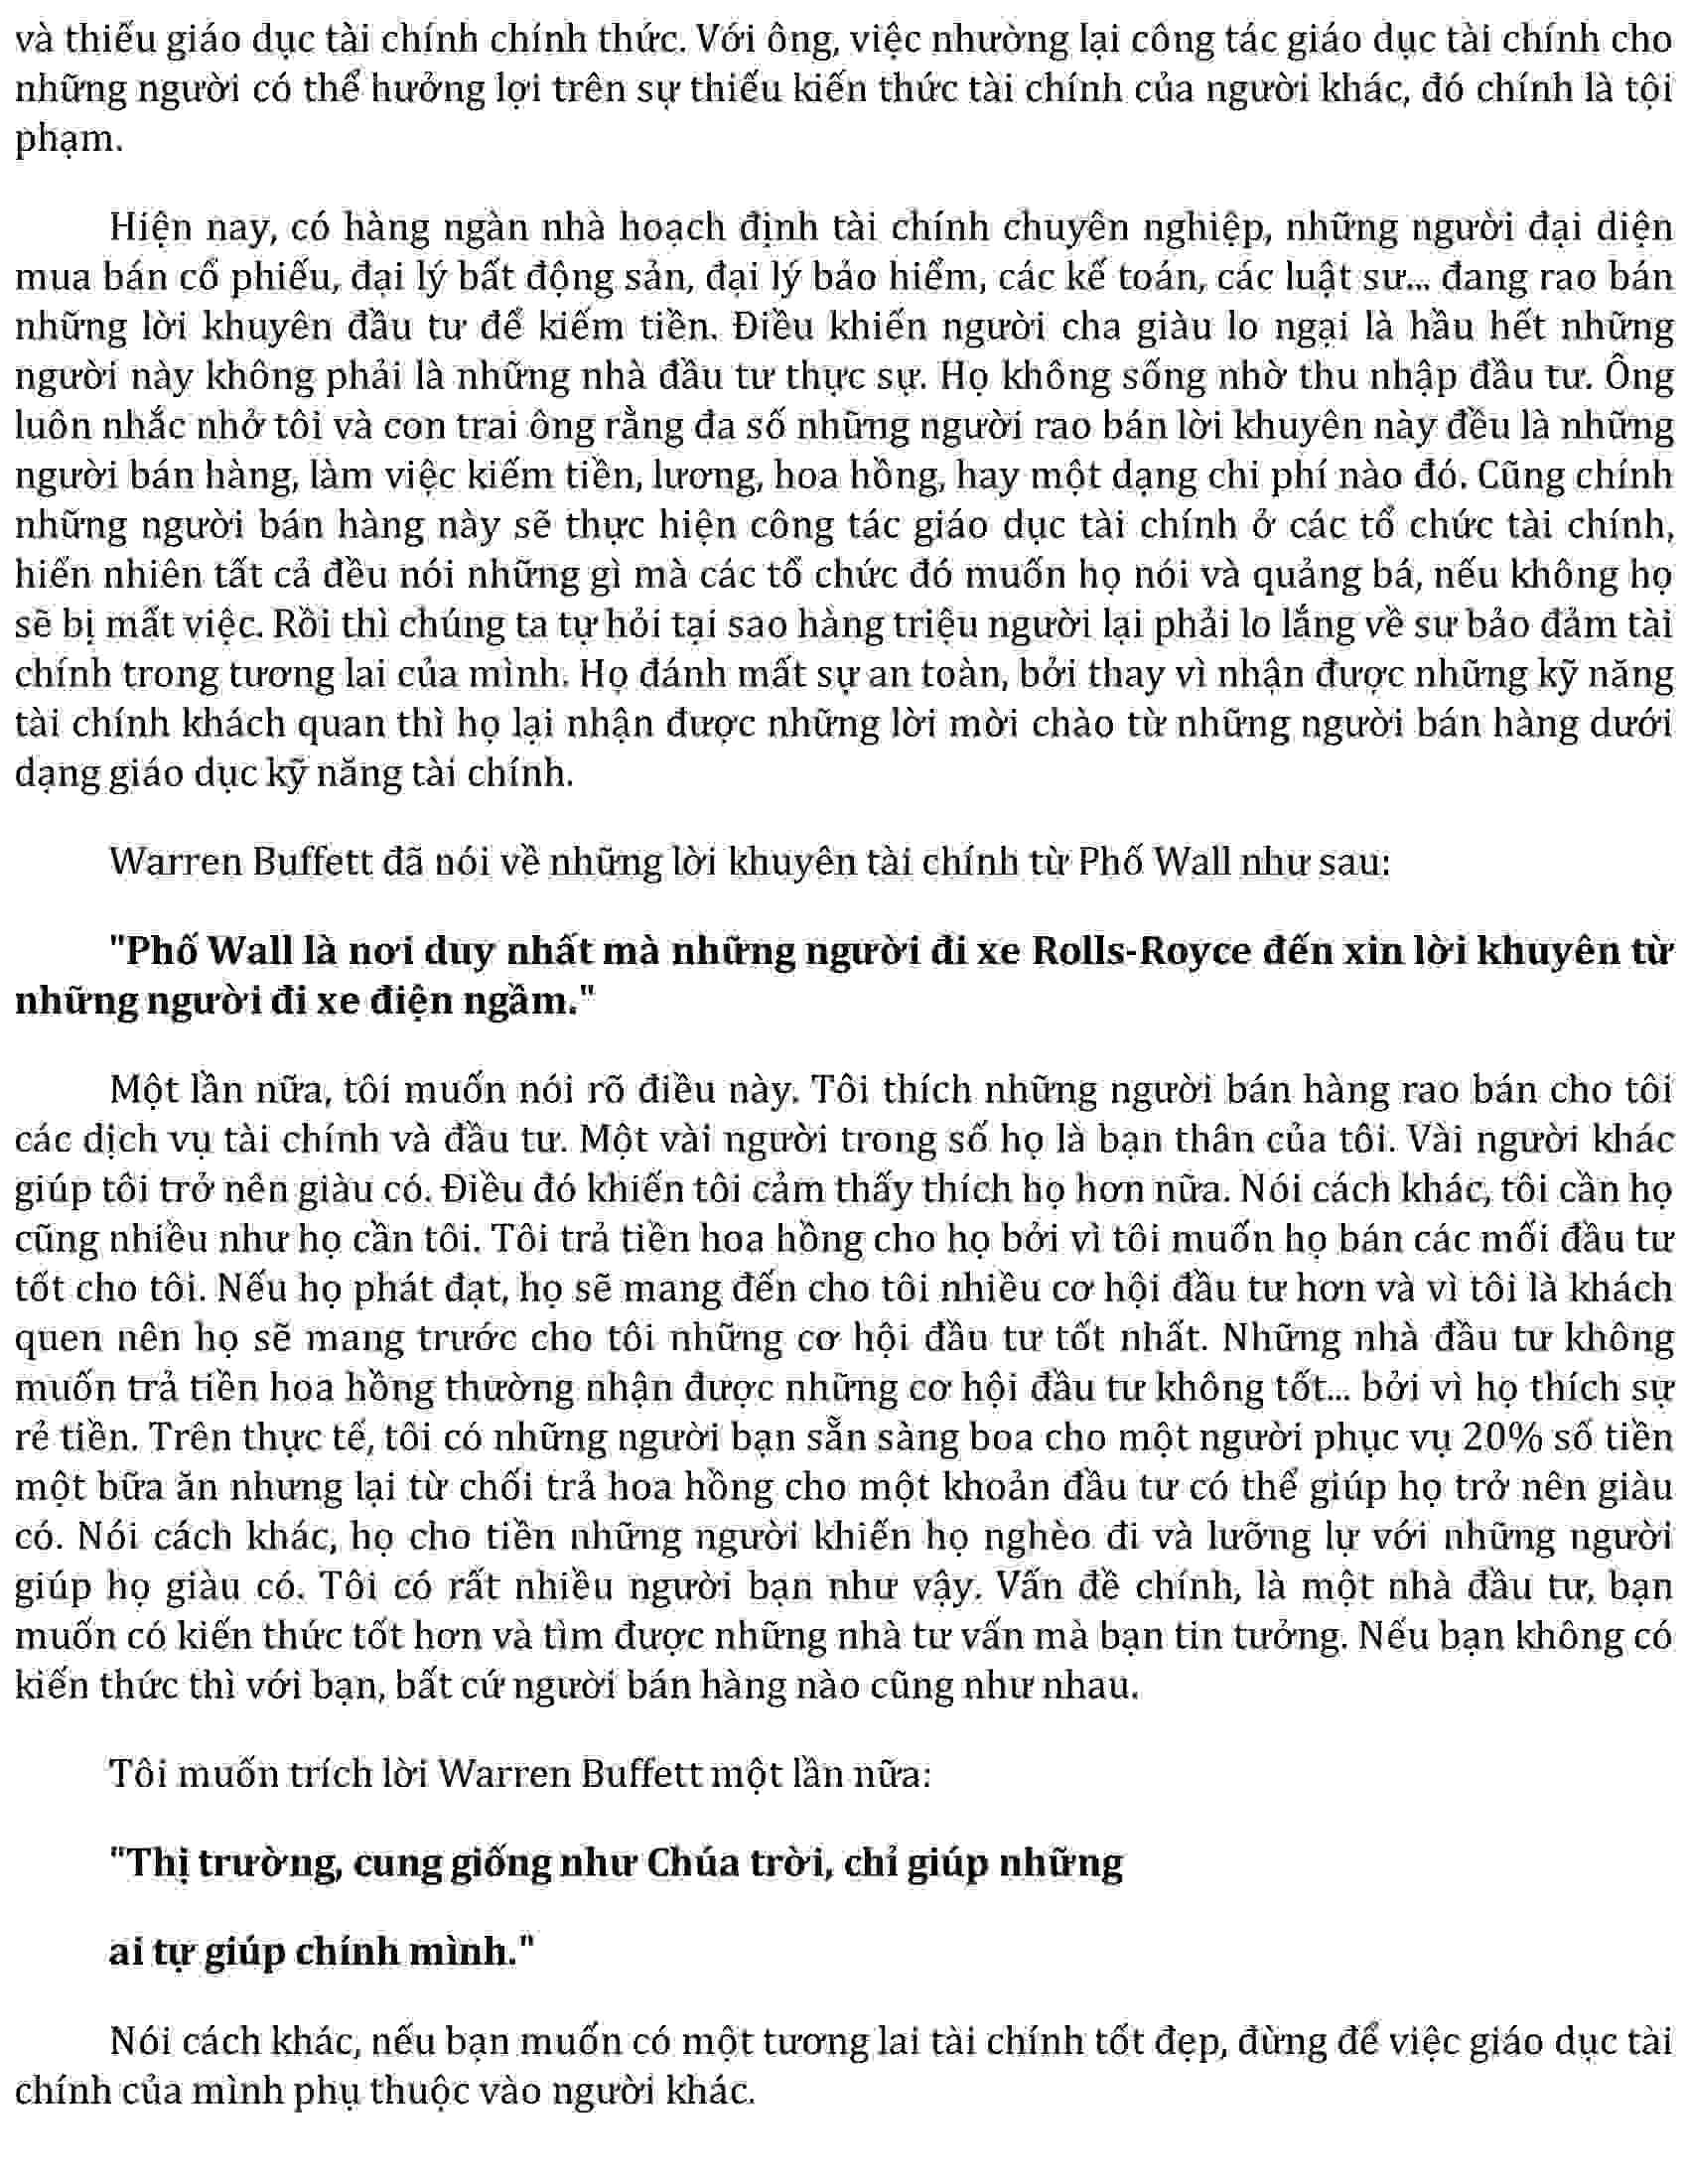 và thiếu giáo dục tài chính chính thức. Với ông, việc nhường lại công tác giáo dục tài chính cho
những người có thể hưởng lợi trên sự thiếu kiến thức tài chính của người khác, đó chính là tội
phạm.
Hiện nay, có hàng ngàn nhà hoạch định tài chính chuyên nghiệp, những người đại diện
mua bán cổ phiếu, đại lý bất động sản, đại lý bảo hiểm, các kế toán, các luật sư... đang rao bán
những lời khuyên đầu tư để kiếm tiền. Điều khiến người cha giàu lo ngại là hầu hết những
người này không phải là những nhà đầu tư thực sự. Họ không sống nhờ thu nhập đầu tư. Ông
luôn nhắc nhở tôi và con trai ông rằng đa số những người rao bán lời khuyên này đều là những
người bán hàng, làm việc kiếm tiền, lương, hoa hồng, hay một dạng chi phí nào đó. Cũng chính
những người bán hàng này sẽ thực hiện công tác giáo dục tài chính ở các tổ chức tài chính,
hiển nhiên tất cả đều nói những gì mà các tổ chức đó muốn họ nói và quảng bá, nếu không họ
sẽ bị mất việc. Rồi thì chúng ta tự hỏi tại sao hàng triệu người lại phải lo lắng về sự bảo đảm tài
chính trong tương lai của mình. Họ đánh mất sự an toàn, bởi thay vì nhận được những kỹ năng
tài chính khách quan thì họ lại nhận được những lời mời chào từ những người bán hàng dưới
dạng giáo dục kỹ năng tài chính.
Warren Buffett đã nói về những lời khuyên tài chính từ Phố Wall như sau:
"Phố Wall là nơi duy nhất mà những người đi xe Rolls-Royce đến xin lời khuyên từ
những người đi xe điện ngầm."
Một lần nữa, tôi muốn nói rõ điều này. Tôi thích những người bán hàng rao bán cho tôi
các dịch vụ tài chính và đầu tư. Một vài người trong số họ là bạn thân của tôi. Vài người khác
giúp tôi trở nên giàu có. Điều đó khiến tôi cảm thấy thích họ hơn nữa. Nói cách khác, tôi cần họ
cũng nhiều như họ cần tôi. Tôi trả tiền hoa hồng cho họ bởi vì tôi muốn họ bán các mối đầu tư
tốt cho tôi. Nếu họ phát đạt, họ sẽ mang đến cho tôi nhiều cơ hội đầu tư hơn và vì tôi là khách
quen nên họ sẽ mang trước cho tôi những cơ hội đầu tư tốt nhất. Những nhà đầu tư không
muốn trả tiền hoa hồng thường nhận được những cơ hội đầu tư không tốt... bởi vì họ thích sự
rẻ tiền. Trên thực tế, tôi có những người bạn sẵn sàng boa cho một người phục vụ 20% số tiền
một bữa ăn nhưng lại từ chối trả hoa hồng cho một khoản đầu tư có thể giúp họ trở nên giàu
có. Nói cách khác, họ cho tiền những người khiến họ nghèo đi và lưỡng lự với những người
giúp họ giàu có. Tôi có rất nhiều người bạn như vậy. Vấn đề chính, là một nhà đầu tư, bạn
muốn có kiến thức tốt hơn và tìm được những nhà tư vấn mà bạn tin tưởng. Nếu bạn không có
kiến thức thì với bạn, bất cứ người bán hàng nào cũng như nhau.
Tôi muốn trích lời Warren Buffett một lần nữa:
"Thị trường, cung giống như Chúa trời, chỉ giúp những
ai tự giúp chính mình."
Nói cách khác, nếu bạn muốn có một tương lai tài chính tốt đẹp, đừng để việc giáo dục tài
chính của mình phụ thuộc vào người khác.